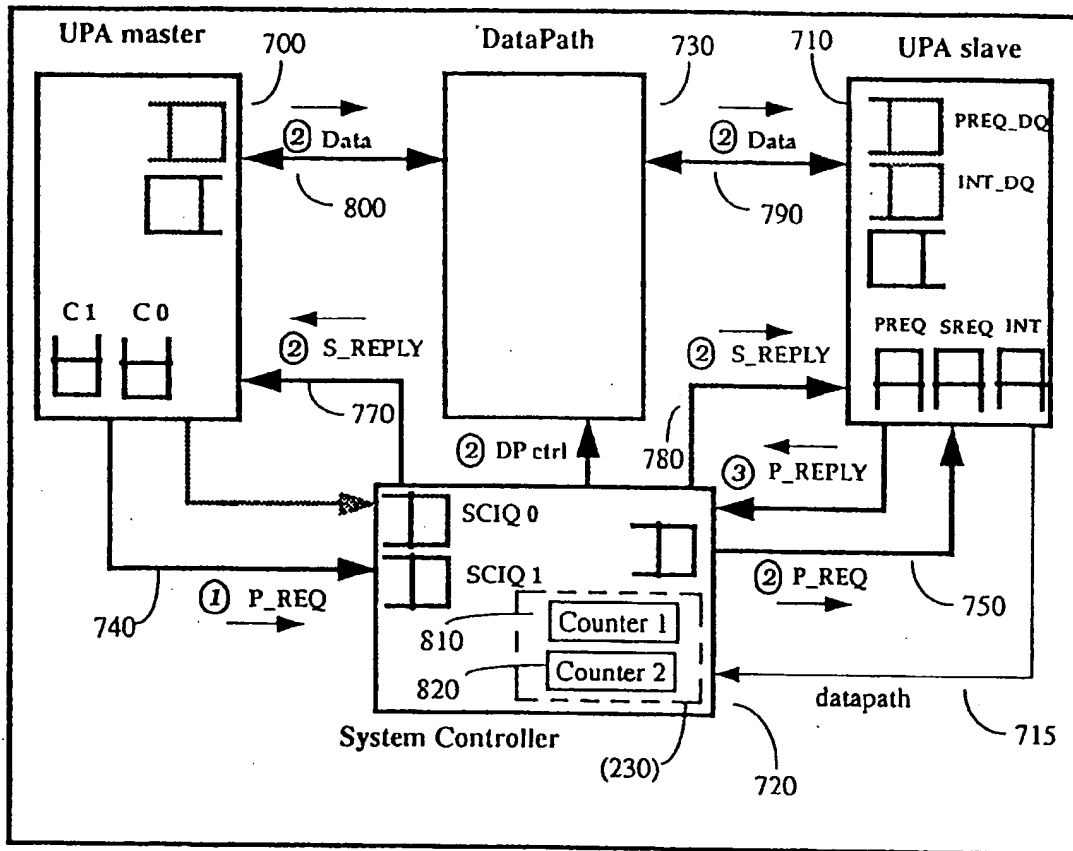 UPA master
700
DataPath
730
710
UPA slave
② Data
② Data
PREQ_DQ
INT_DQ
800
790
C1
C0
② S_REPLY
② S_REPLY
PREQ
SREQ
INT
770
② DP ctrl
780
③ P_REPLY
SCIQ 0
SCIQ 1
① P_REQ
② P_REQ
740
750
810
Counter 1
820
Counter 2
datapath
System Controller
(230)
720
715